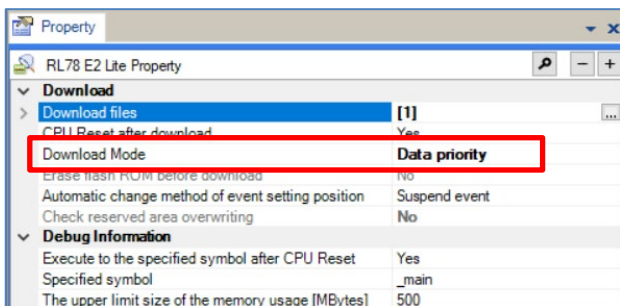 Property
RL78 E2 Lite Property
Download
Download files [1] ...
CPU Reset after download Yes
Download Mode Data priority
Erase flash ROM before download No
Automatic change method of event setting position Suspend event
Check reserved area overwriting No
Debug Information
Execute to the specified symbol after CPU Reset Yes
Specified symbol _main
The upper limit size of the memory usage [MBytes] 500